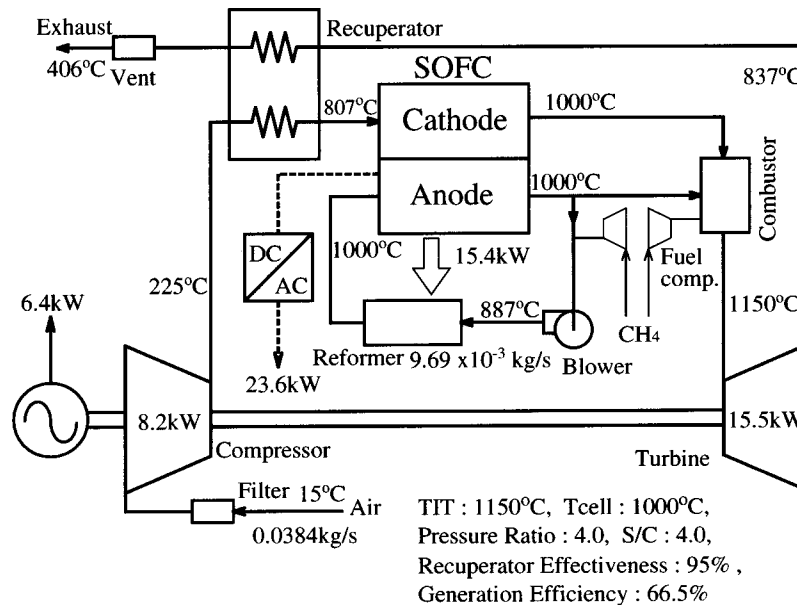 Exhaust
406°C
Vent
Recuperator
837°C
SOFC
807°C
Cathode
1000°C
Anode
1000°C
Combustor
DC
AC
1000°C
15.4kW
Fuel
comp.
225°C
887°C
CH4
1150°C
6.4kW
Reformer 9.69 x10-3 kg/s
Blower
23.6kW
8.2kW
15.5kW
Compressor
Turbine
Filter 15°C
Air
0.0384kg/s
TIT : 1150°C, Tcell : 1000°C,
Pressure Ratio : 4.0, S/C : 4.0,
Recuperator Effectiveness : 95% ,
Generation Efficiency : 66.5%